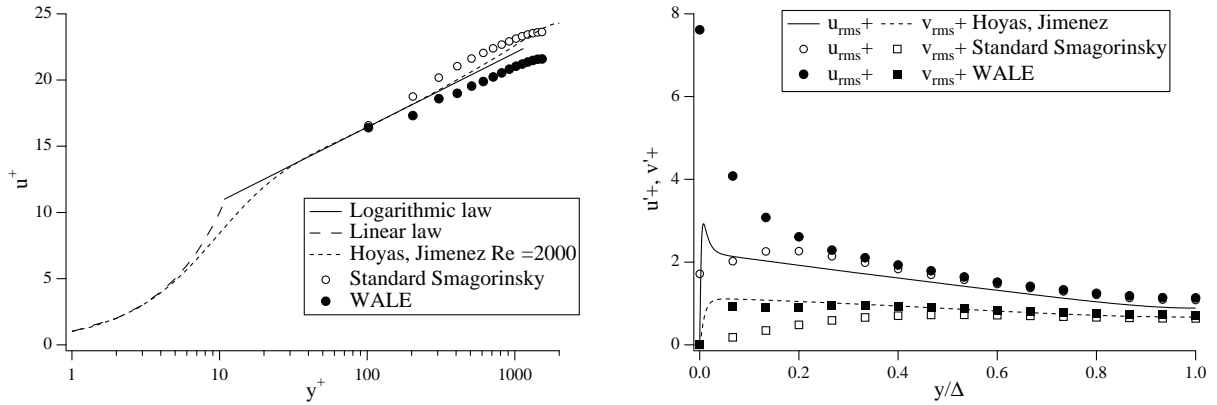 25
20
15
10
5
0
u+
1
10
100
1000
y+
Logarithmic law
Linear law
Hoyas, Jimenez Re =2000
Standard Smagorinsky
WALE
8
6
4
2
0
u'+, v'+
0.0
0.2
0.4
0.6
0.8
1.0
y/Δ
urms+ vrms+ Hoyas, Jimenez
urms+ vrms+ Standard Smagorinsky
urms+ vrms+ WALE